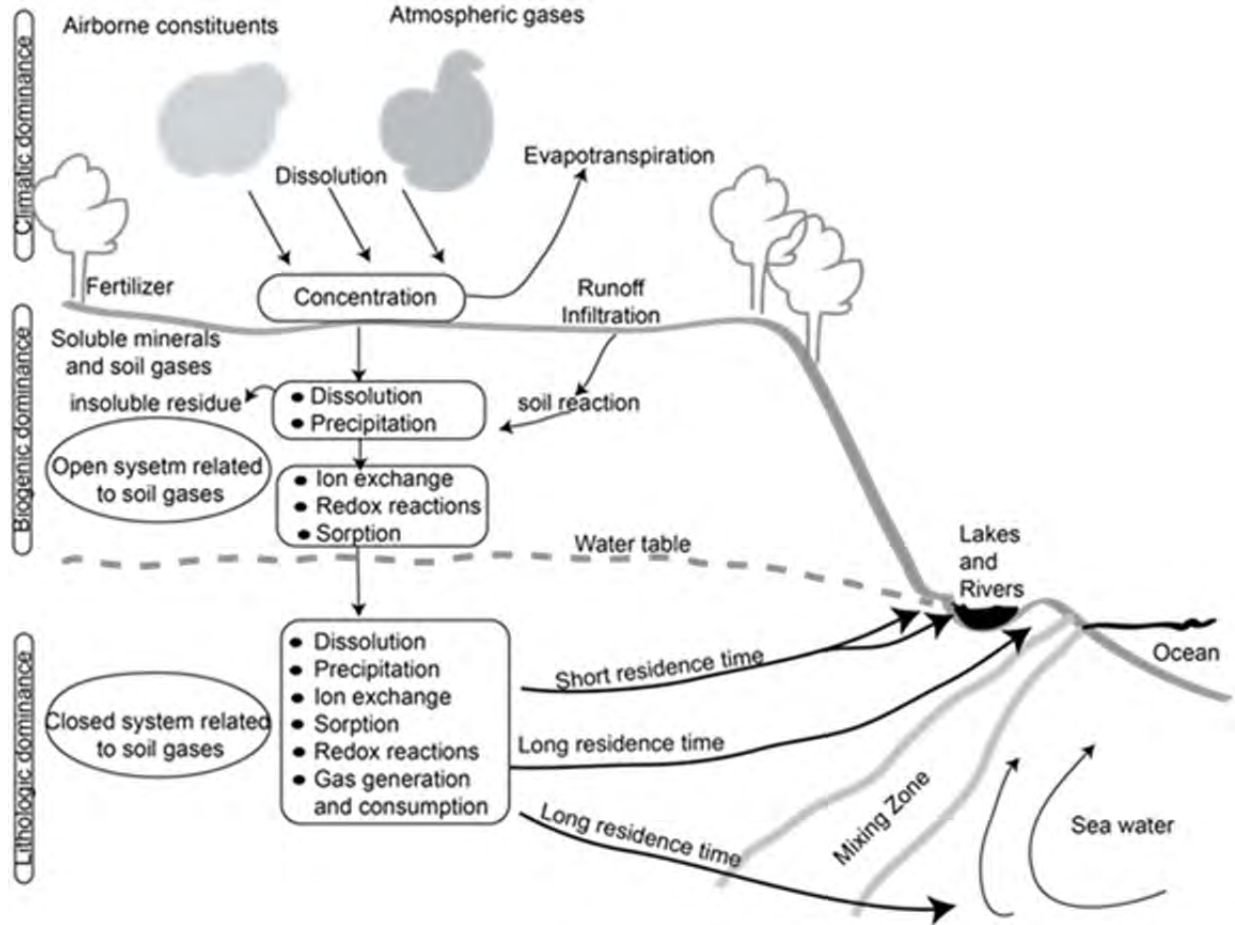 Airborne constituents
Atmospheric gases
Climatic dominance
Dissolution
Evapotranspiration
Fertilizer
Concentration
Runoff
Infiltration
Biogenic dominance
Soluble minerals
and soil gases
insoluble residue
• Dissolution
• Precipitation
soil reaction
Open sysetm related
to soil gases
• Ion exchange
• Redox reactions
• Sorption
Water table
Lakes
and
Rivers
Ocean
Lithologic dominance
Closed system related
to soil gases
• Dissolution
• Precipitation
• Ion exchange
• Sorption
• Redox reactions
• Gas generation
and consumption
Short residence time
Long residence time
Long residence time
Mixing Zone
Sea water